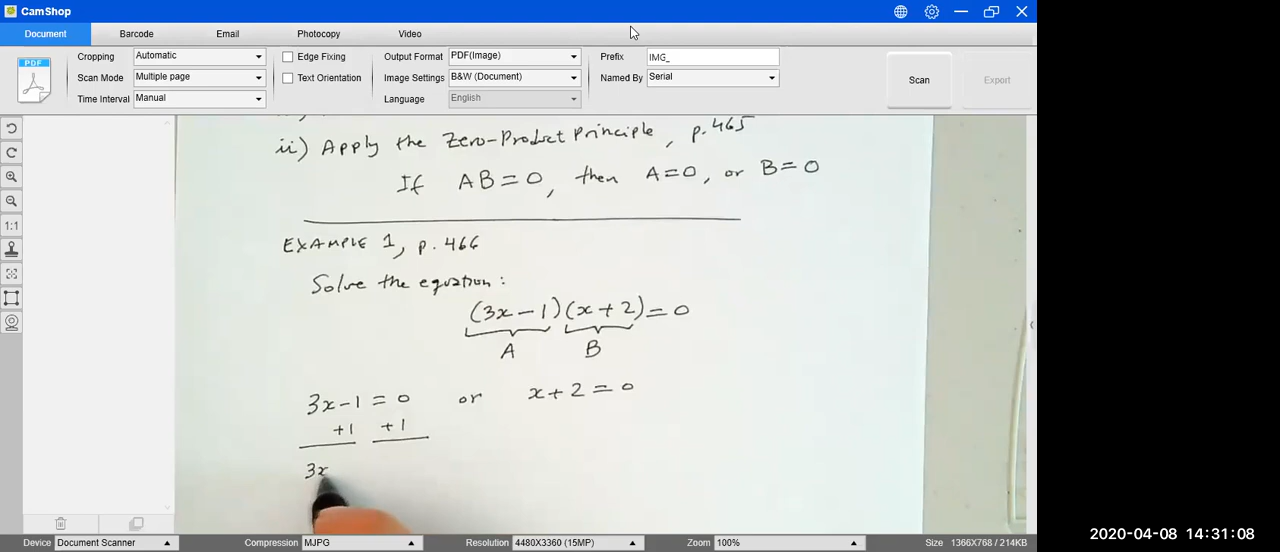 CamShop
Document Barcode Email Photocopy Video
Cropping Automatic Edge Fixing Output Format PDF(Image) Prefix IMG_
PDF Scan Mode Multiple page Text Orientation Image Settings B&W (Document) Named By Serial Scan Export
Time Interval Manual Language English
ii) Apply the Zero-Product Principle, p.465
If AB=0, then A=0, or B=0
EXAMPLE 1, p.466
Solve the equation:
(3x-1)(x+2)=0
A B
3x-1=0 or x+2=0
+1 +1
3x
1:1
Device Document Scanner Compression MJPG Resolution 4480X3360 (15MP) Zoom 100% Size 1366X768 / 214KB
2020-04-08 14:31:08